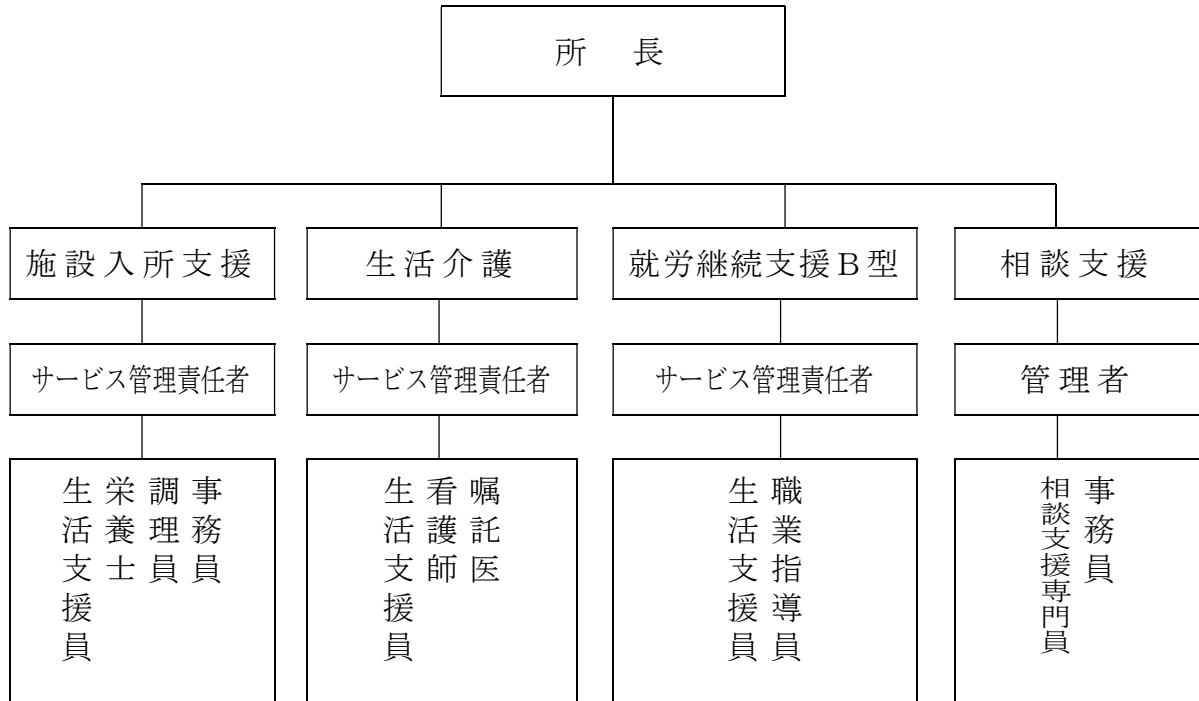 所　長
施設入所支援
生活介護
就労継続支援Ｂ型
相談支援
サービス管理責任者
サービス管理責任者
サービス管理責任者
管理者
事務員
調理員
栄養士
生活支援員
嘱託医
看護師
生活支援員
職業指導員
生活支援員
事務員
相談支援専門員